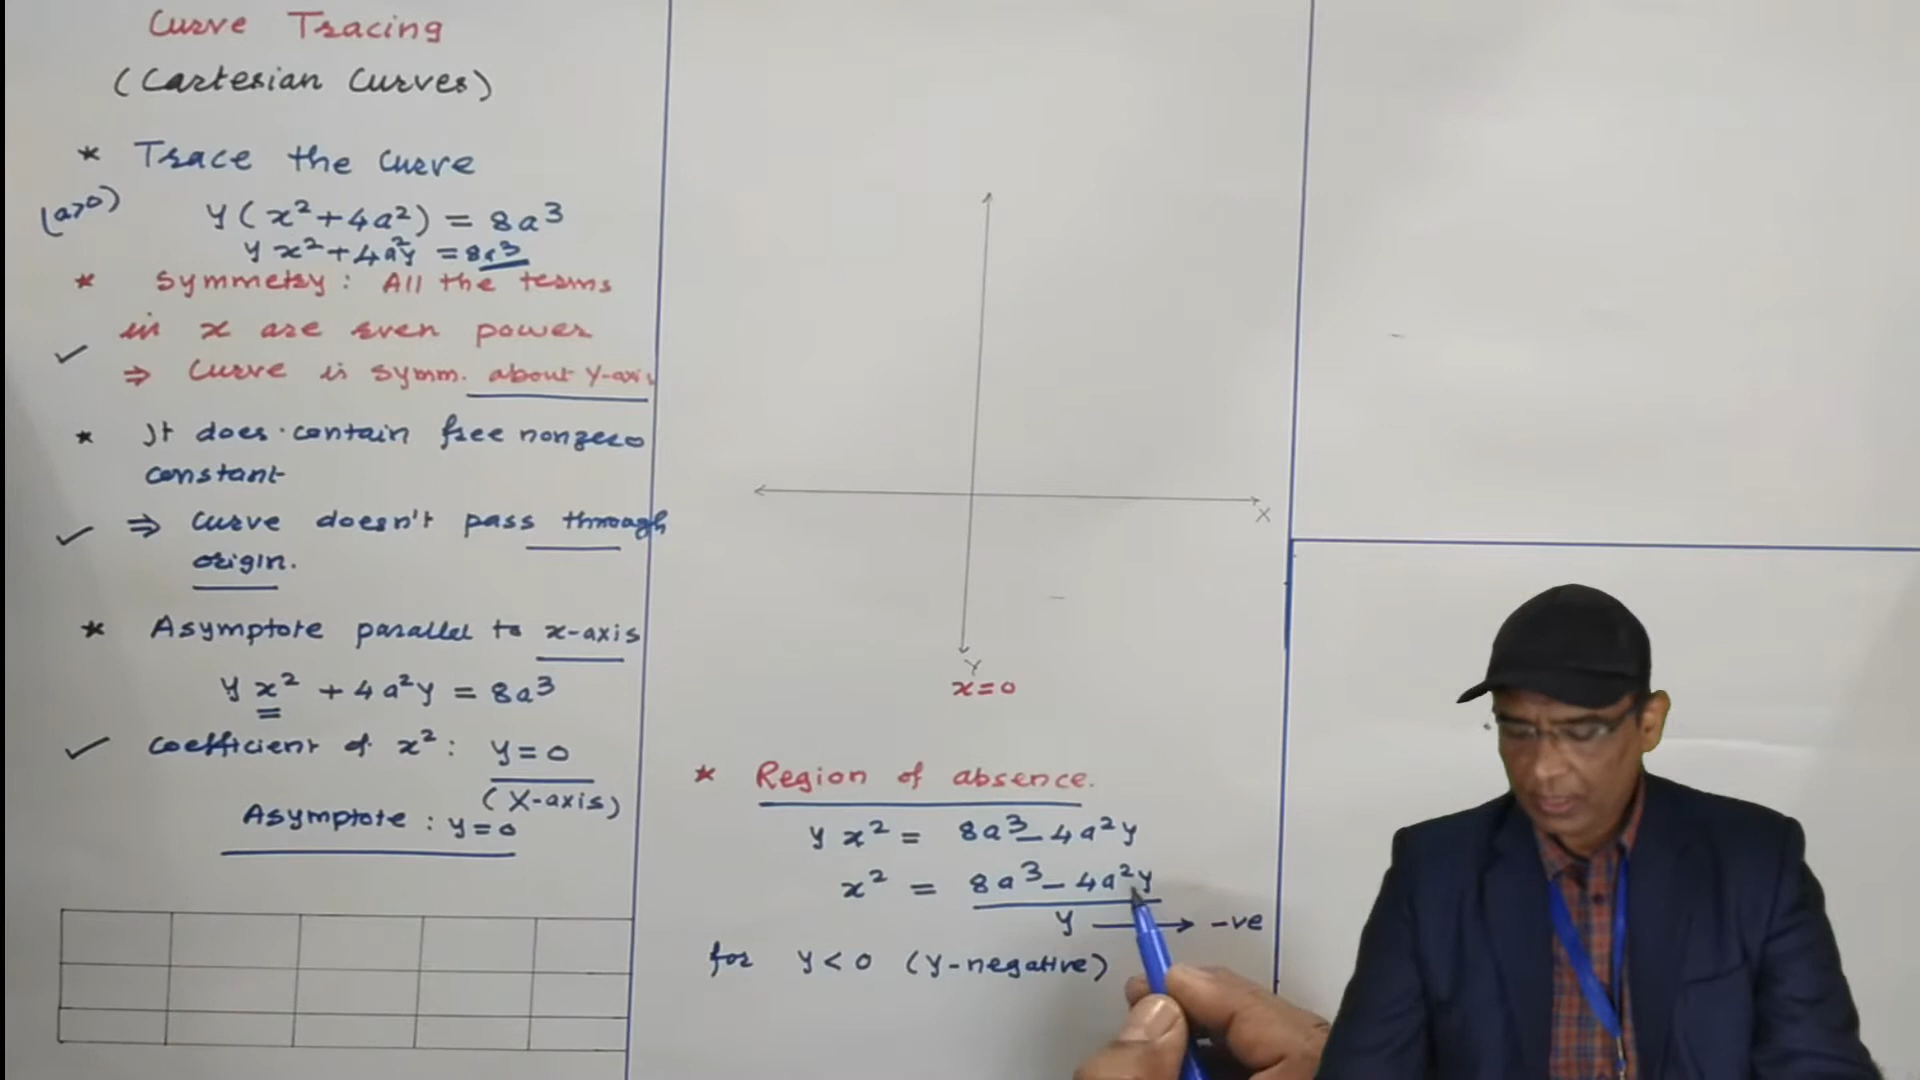 Curve Tracing
(Cartesian Curves)
* Trace the curve
(a>0)
y(x²+4a²) = 8a³
yx²+4a²y = 8a³
* Symmetry: All the terms
in x are even power
✓ ⇒ Curve is symm. about Y-axis
* It does contain free nonzero
constant
✓ ⇒ curve doesn't pass through
origin.
* Asymptote parallel to x-axis
yx² + 4a²y = 8a³
✓ coefficient of x²: y=0
(X-axis)
Asymptote : y=0
X
Y
x=0
* Region of absence.
yx² = 8a³-4a²y
x² = 8a³-4a²y
y → -ve
for y<0 (y-negative)